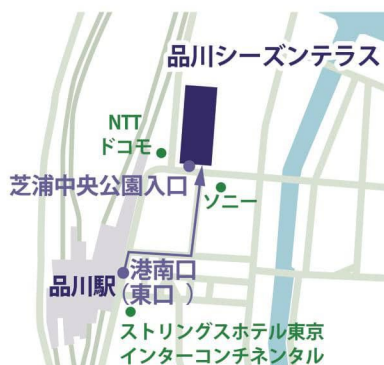 品川シーズンテラス
NTT
ドコモ
芝浦中央公園入口
ソニー
港南口
(東口 )
品川駅
ストリングスホテル東京
インターコンチネンタル